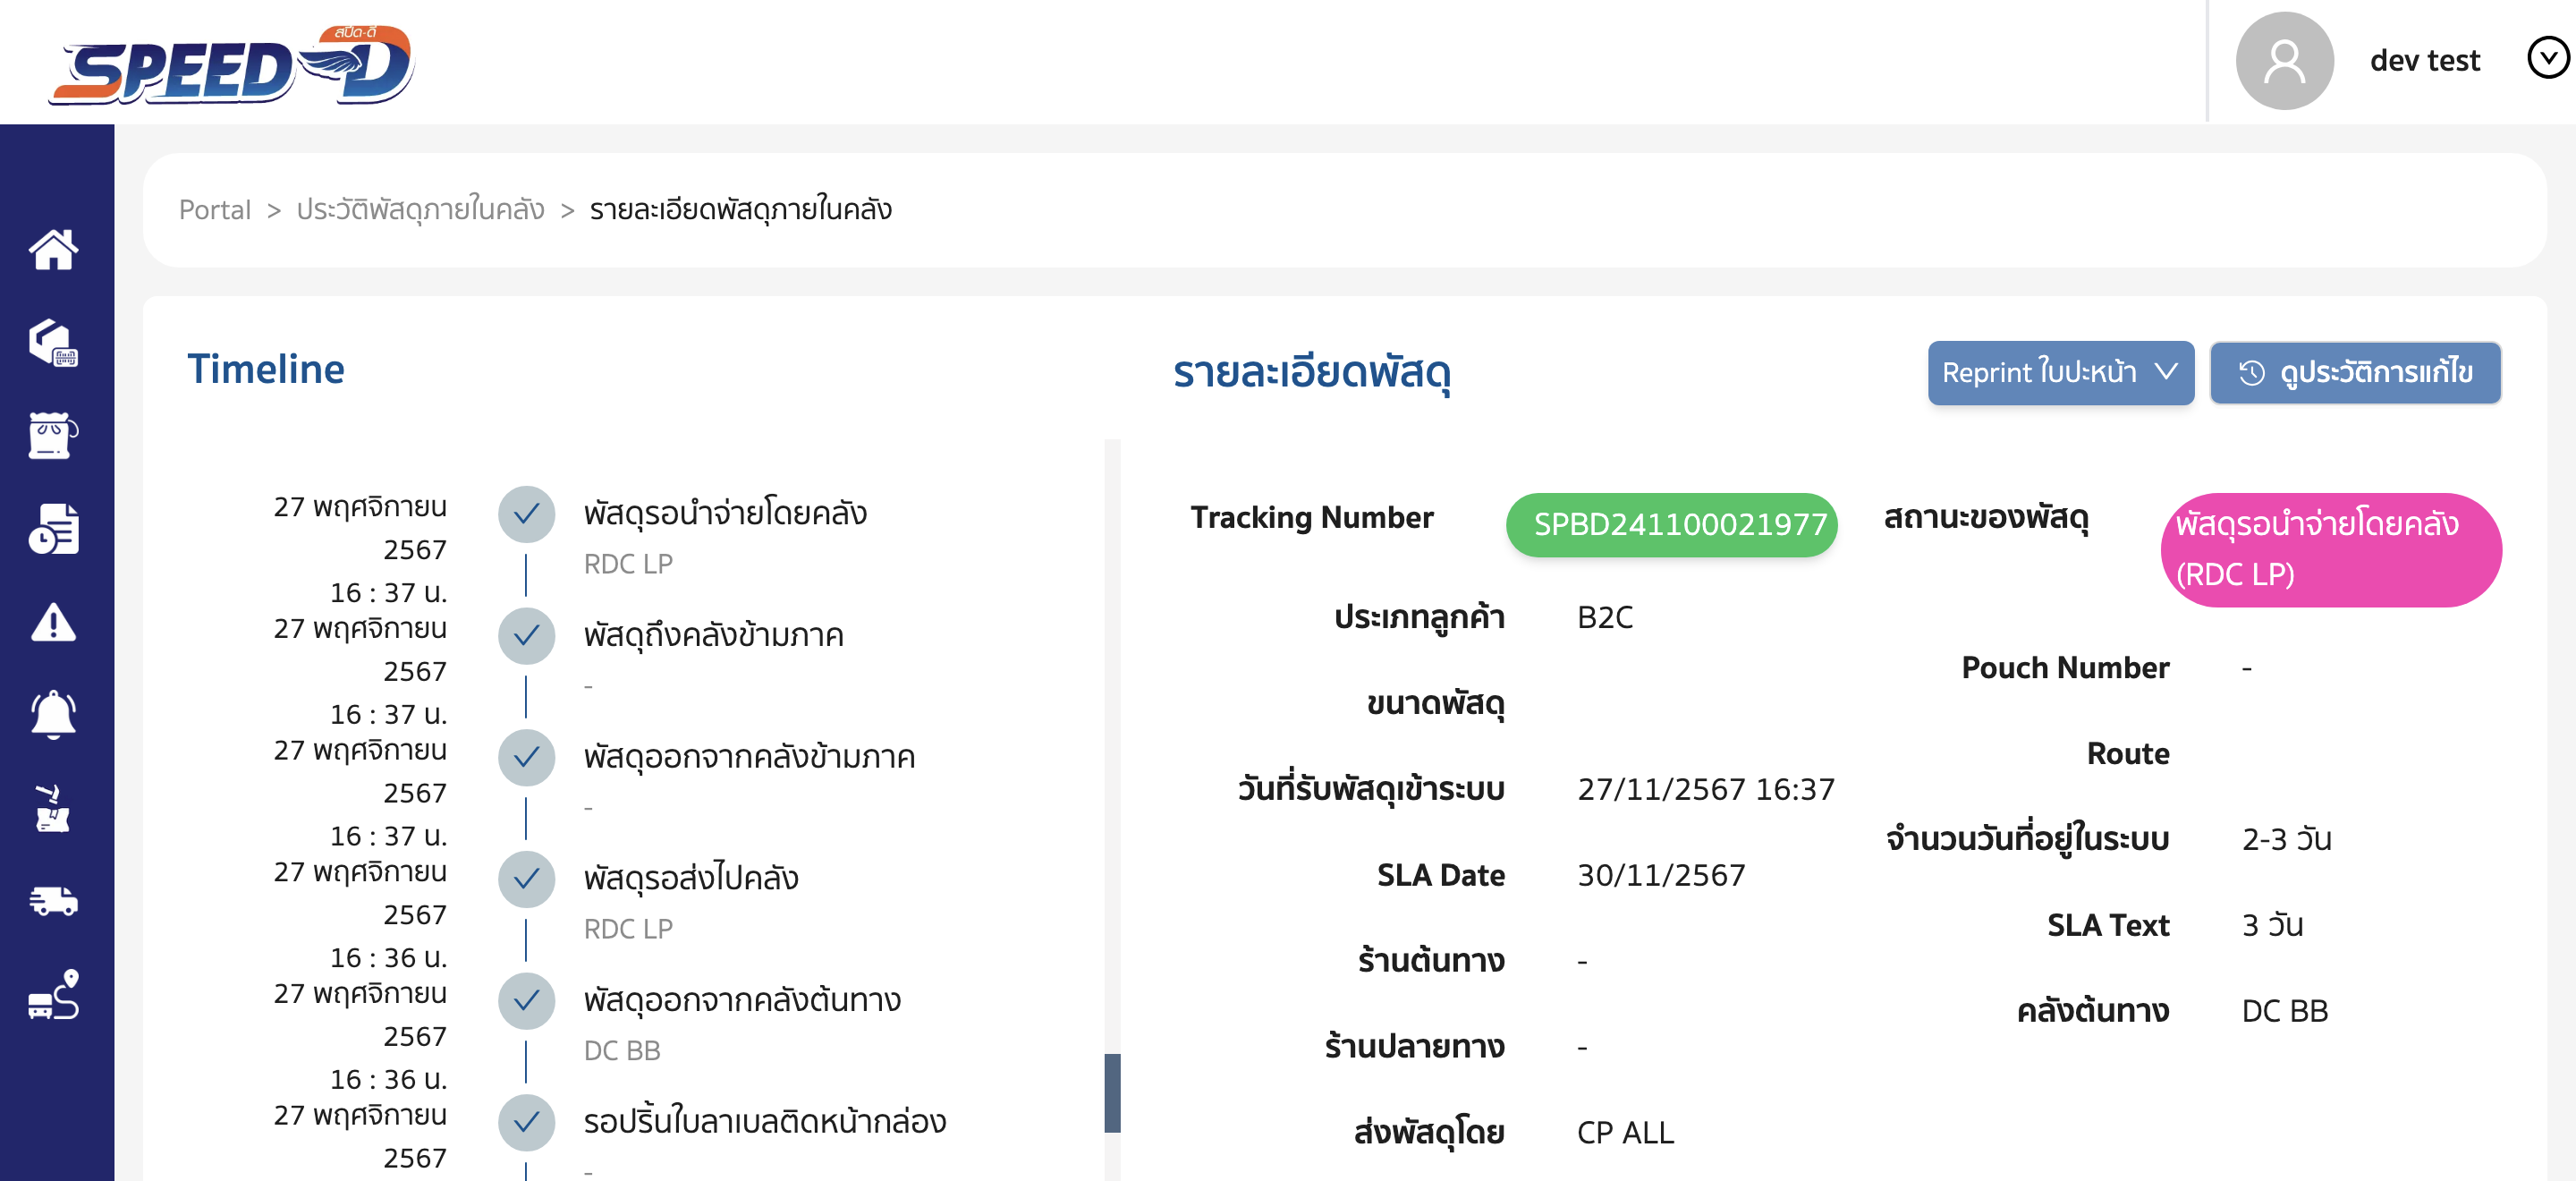 สปีด-ดี
SPEED-D
dev test
Portal > ประวัติพัสดุภายในคลัง > รายละเอียดพัสดุภายในคลัง
Timeline
27 พฤศจิกายน
2567
16 : 37 น.
พัสดุรอนำจ่ายโดยคลัง
RDC LP
27 พฤศจิกายน
2567
16 : 37 น.
พัสดุถึงคลังข้ามภาค
-
27 พฤศจิกายน
2567
16 : 37 น.
พัสดุออกจากคลังข้ามภาค
-
27 พฤศจิกายน
2567
16 : 36 น.
พัสดุรอส่งไปคลัง
RDC LP
27 พฤศจิกายน
2567
16 : 36 น.
พัสดุออกจากคลังต้นทาง
DC BB
27 พฤศจิกายน
2567
รอปริ้นใบลาเบลติดหน้ากล่อง
-
รายละเอียดพัสดุ
Reprint ใบปะหน้า
ดูประวัติการแก้ไข
Tracking Number SPBD241100021977
ประเภทลูกค้า B2C
ขนาดพัสดุ
วันที่รับพัสดุเข้าระบบ 27/11/2567 16:37
SLA Date 30/11/2567
ร้านต้นทาง -
ร้านปลายทาง -
ส่งพัสดุโดย CP ALL
สถานะของพัสดุ พัสดุรอนำจ่ายโดยคลัง
(RDC LP)
Pouch Number -
Route
จำนวนวันที่อยู่ในระบบ 2-3 วัน
SLA Text 3 วัน
คลังต้นทาง DC BB